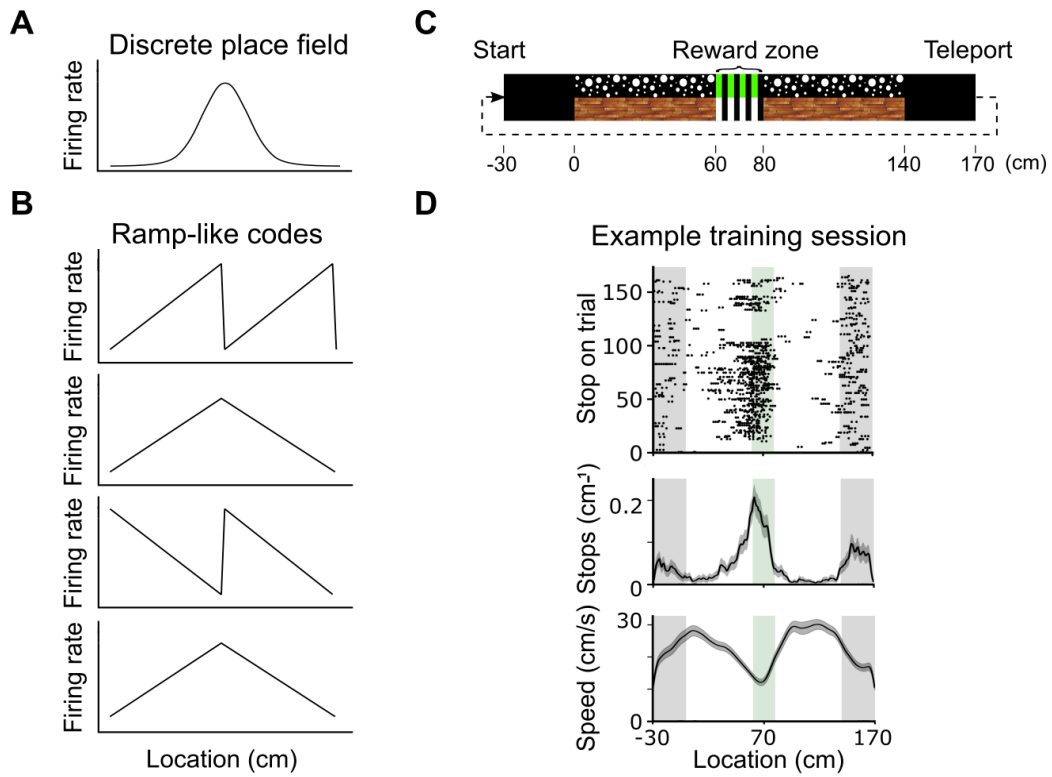 A
Discrete place field
Firing rate
B
Ramp-like codes
Firing rate
Firing rate
Firing rate
Firing rate
Location (cm)
C
Start
Reward zone
Teleport
-30 0 60 80 140 170 (cm)
D
Example training session
Stop on trial
150
100
50
0
Stops (cm⁻¹)
0.2
0
Speed (cm/s)
30
0
-30 70 170
Location (cm)